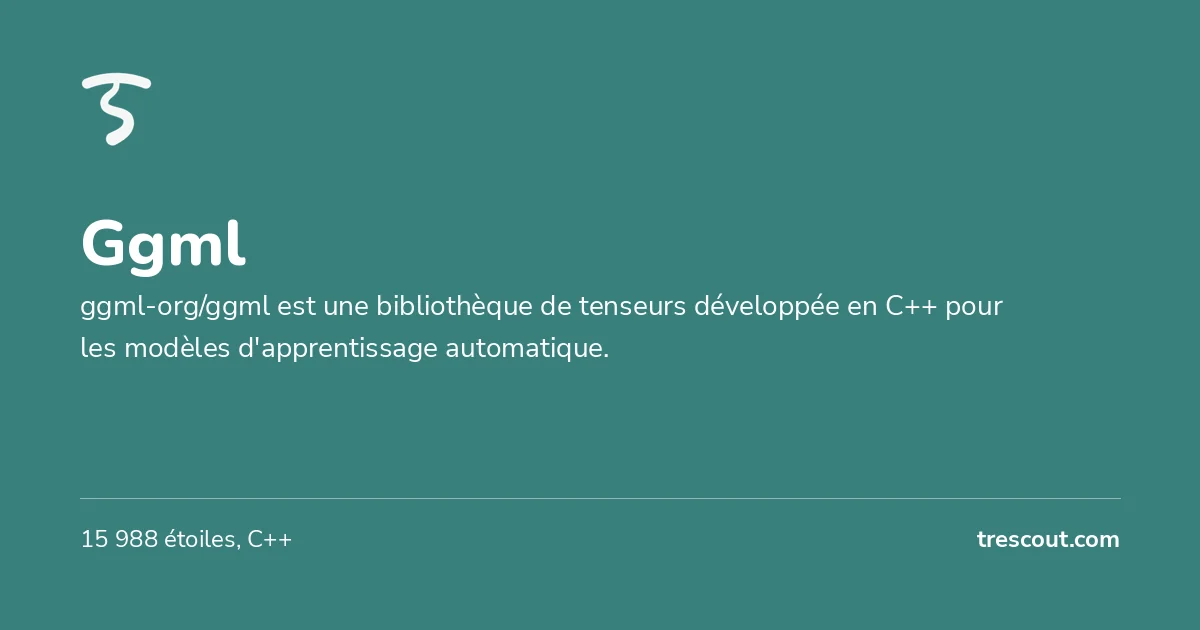 Ggml
ggml-org/ggml est une bibliothèque de tenseurs développée en C++ pour
les modèles d'apprentissage automatique.
15 988 étoiles, C++
trescout.com